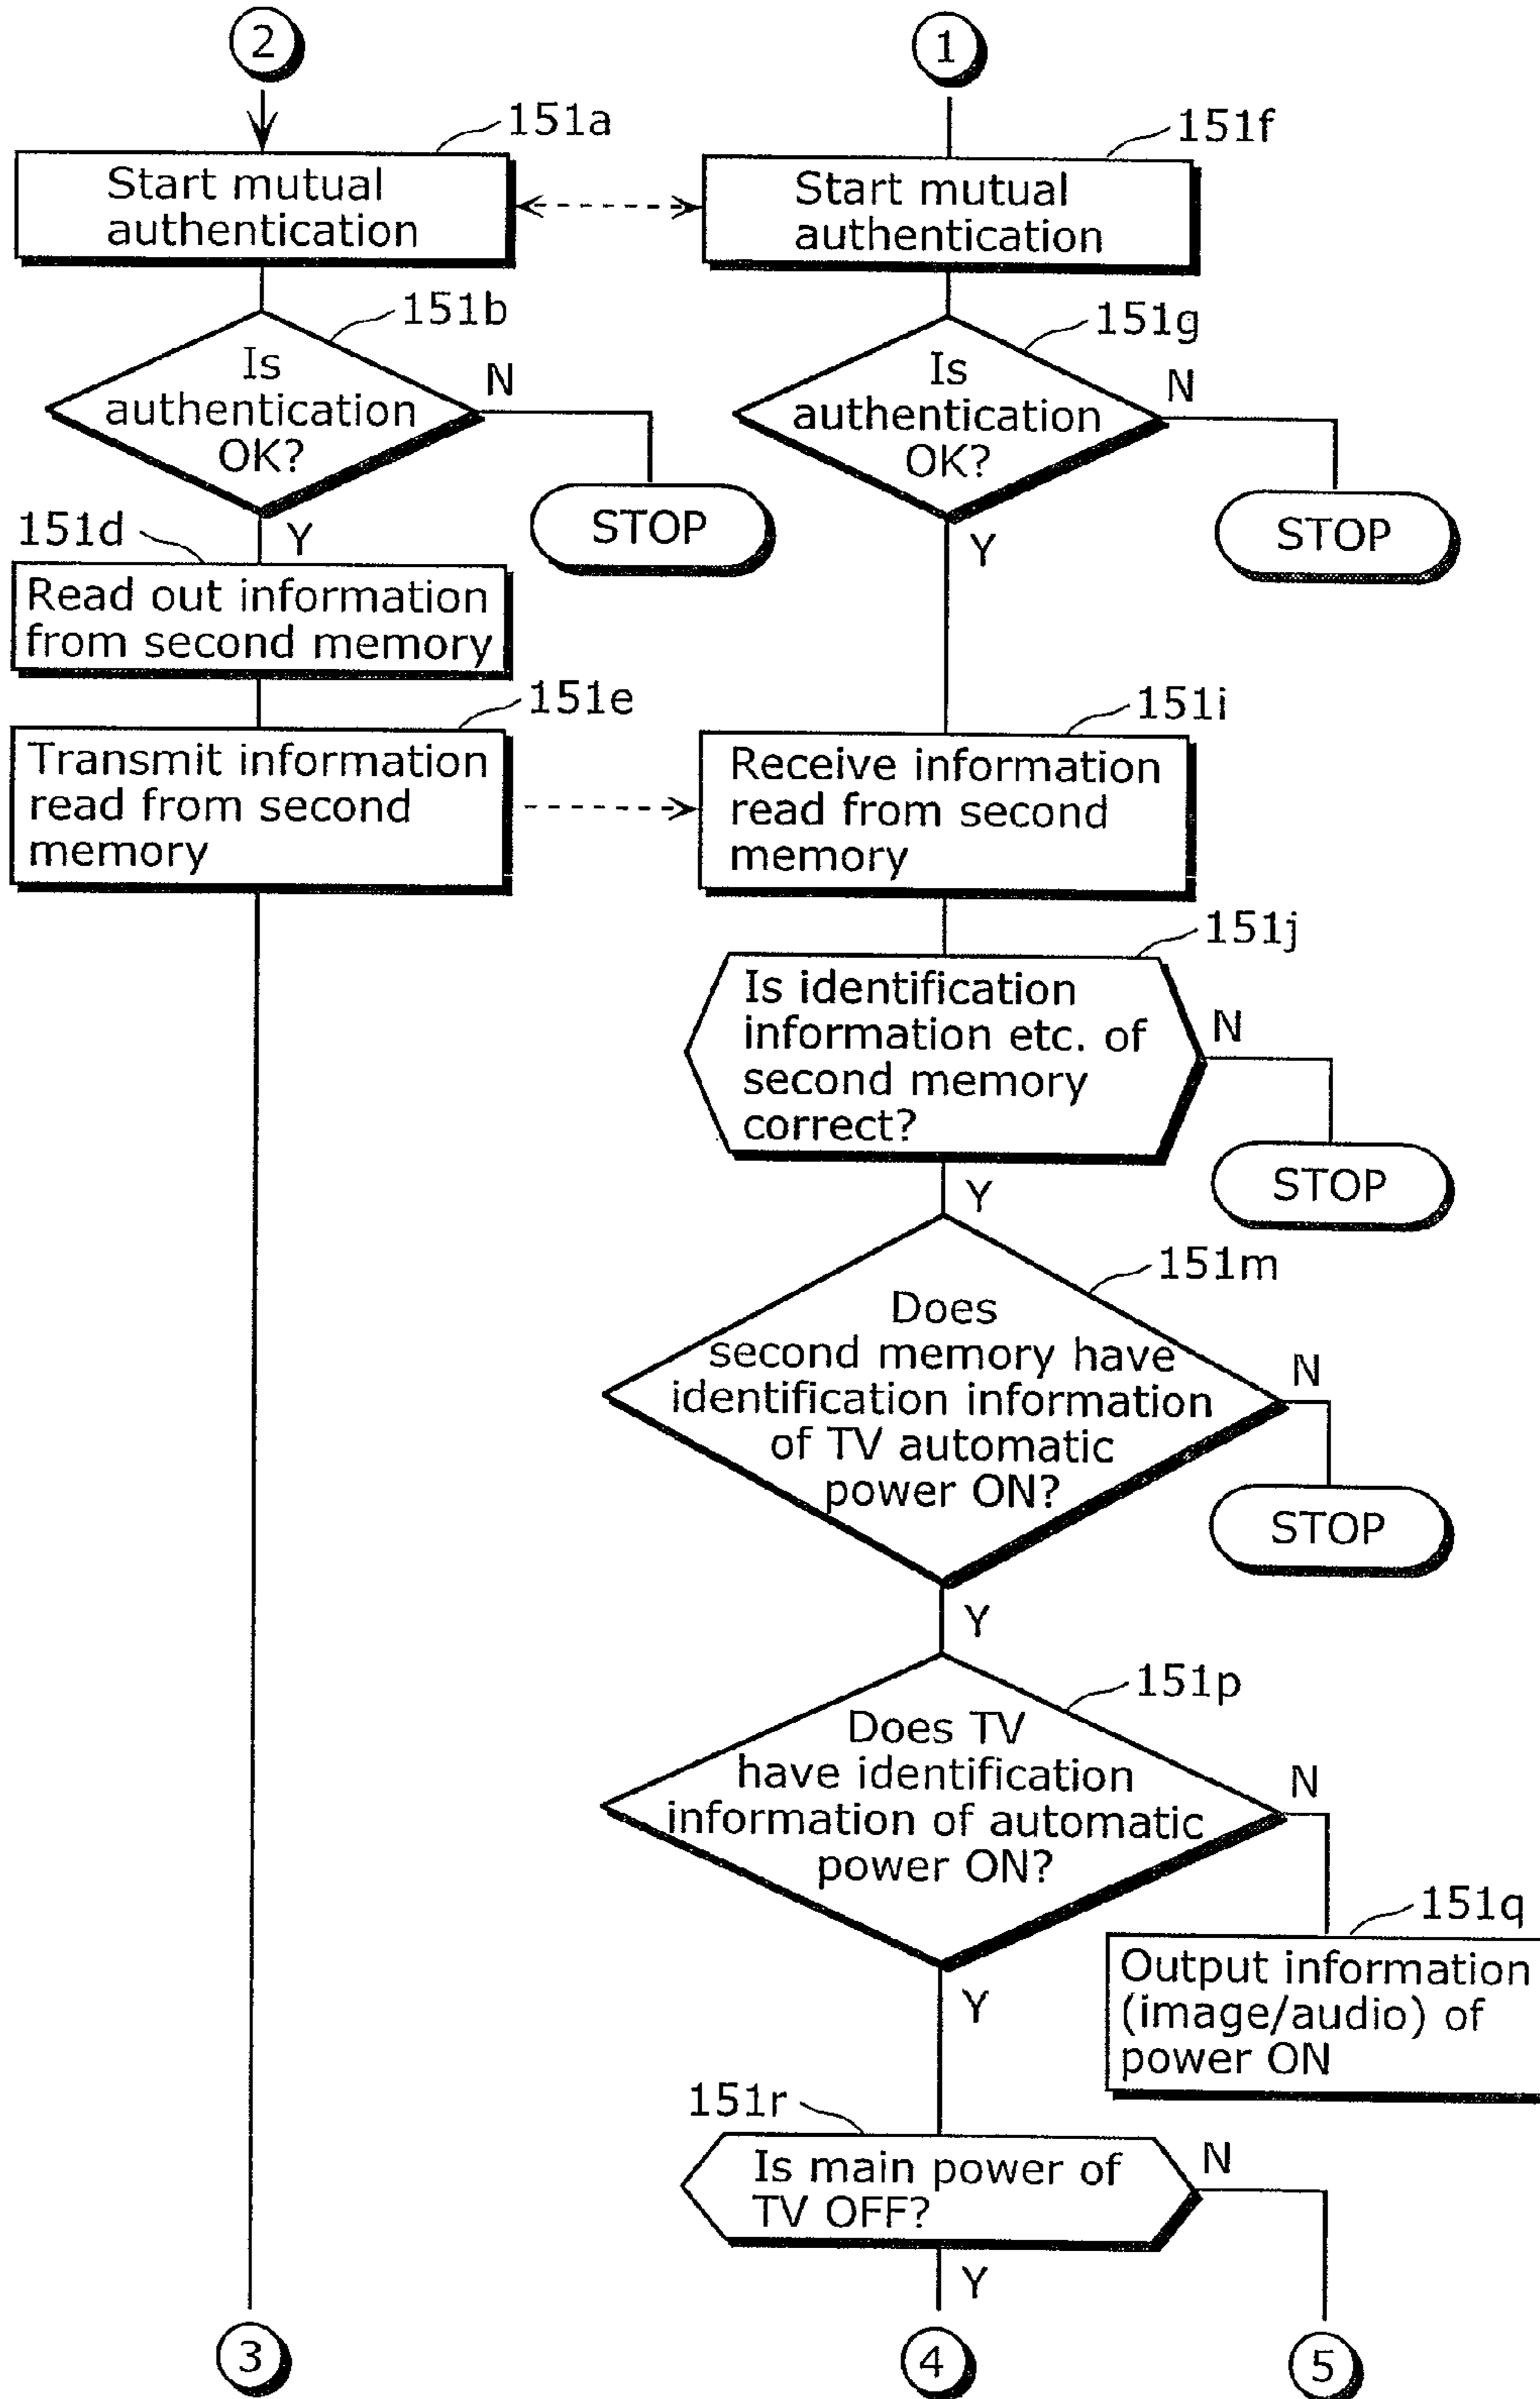 2
151a
Start mutual
authentication
151b
Is
authentication
OK?
N
STOP
Y
151d
Read out information
from second memory
151e
Transmit information
read from second
memory
3
1
151f
Start mutual
authentication
151g
Is
authentication
OK?
N
STOP
Y
151i
Receive information
read from second
memory
151j
Is identification
information etc. of
second memory
correct?
N
STOP
Y
151m
Does
second memory have
identification information
of TV automatic
power ON?
N
STOP
Y
151p
Does TV
have identification
information of automatic
power ON?
N
151q
Output information
(image/audio) of
power ON
Y
151r
Is main power of
TV OFF?
N
Y
4
5